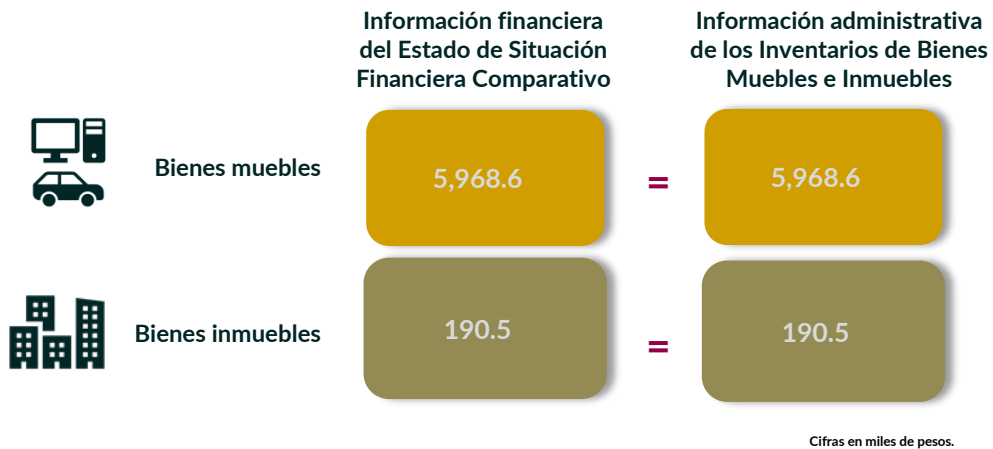 Información financiera
del Estado de Situación
Financiera Comparativo
Información administrativa
de los Inventarios de Bienes
Muebles e Inmuebles
Bienes muebles
5,968.6
=
5,968.6
Bienes inmuebles
190.5
=
190.5
Cifras en miles de pesos.